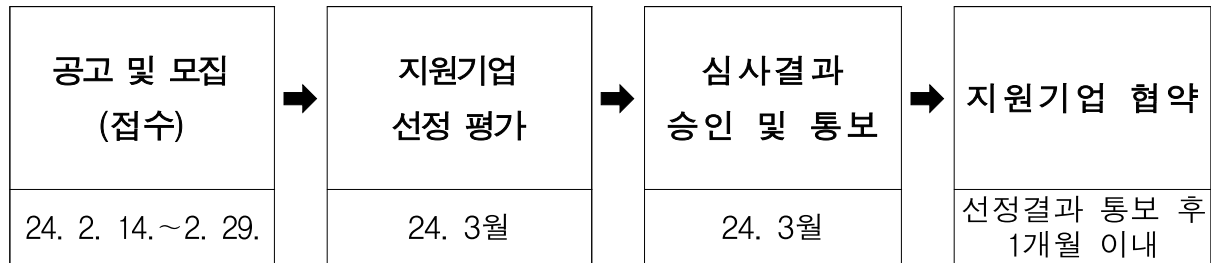 공고 및 모집
(접수)
24. 2. 14.~2. 29.
지원기업
선정 평가
24. 3월
심사결과
승인 및 통보
24. 3월
지원기업 협약
선정결과 통보 후
1개월 이내